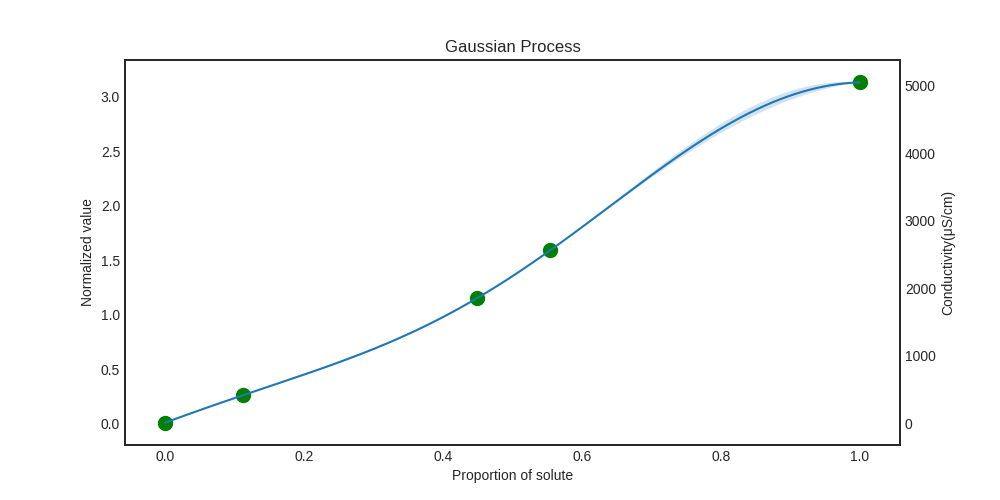 Gaussian Process
3.0
2.5
2.0
1.5
1.0
0.5
0.0
Normalized value
5000
4000
3000
2000
1000
0
Conductivity(μS/cm)
0.0 0.2 0.4 0.6 0.8 1.0
Proportion of solute